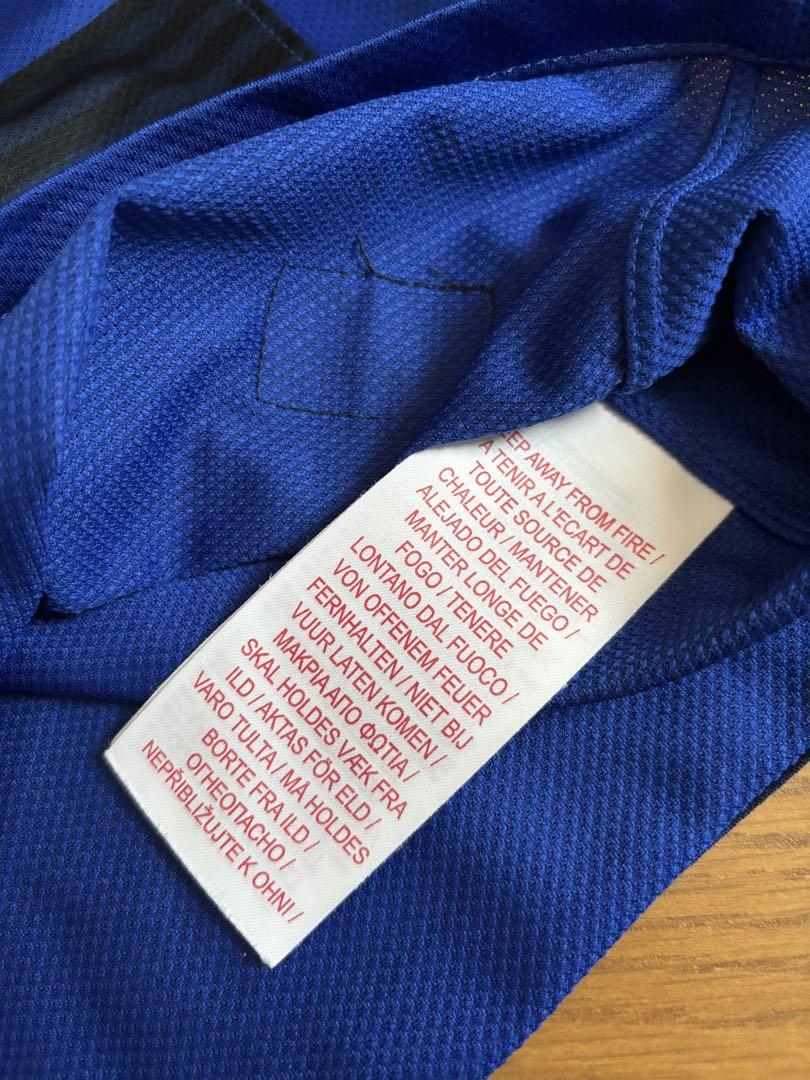 EP AWAY FROM FIRE /
A TENIR A L'ECART DE
TOUTE SOURCE DE
CHALEUR / MANTENER
ALEJADO DEL FUEGO /
MANTER LONGE DE
FOGO / TENERE
LONTANO DAL FUOCO /
VON OFFENEM FEUER
FERNHALTEN / NIET BIJ
VUUR LATEN KOMEN /
ΜΑΚΡΙΑ ΑΠΟ ΦΩΤΙΑ /
SKAL HOLDES VÆK FRA
ILD / AKTAS FÖR ELD /
VARO TULTA / MÅ HOLDES
BORTE FRA ILD /
ОГНЕОПАСНО /
NEPŘIBLIŽUJTE K OHNI /